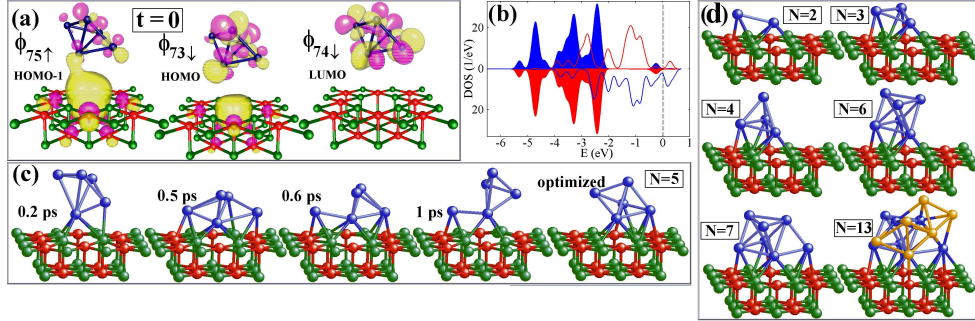 (a)
t = 0
ϕ75↑
HOMO-1
ϕ73↓
HOMO
ϕ74↓
LUMO
(b)
DOS (1/eV)
20
10
0
10
20
-6 -5 -4 -3 -2 -1 0 1
E (eV)
(c)
0.2 ps
0.5 ps
0.6 ps
1 ps
optimized
N=5
(d)
N=2
N=3
N=4
N=6
N=7
N=13